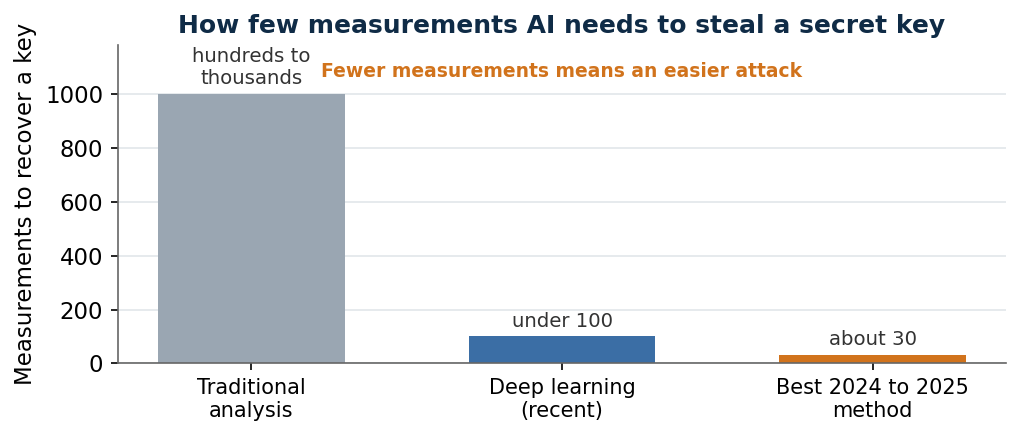 How few measurements AI needs to steal a secret key
hundreds to
thousands
Fewer measurements means an easier attack
Measurements to recover a key
1000
800
600
400
200
0
under 100
about 30
Traditional
analysis
Deep learning
(recent)
Best 2024 to 2025
method